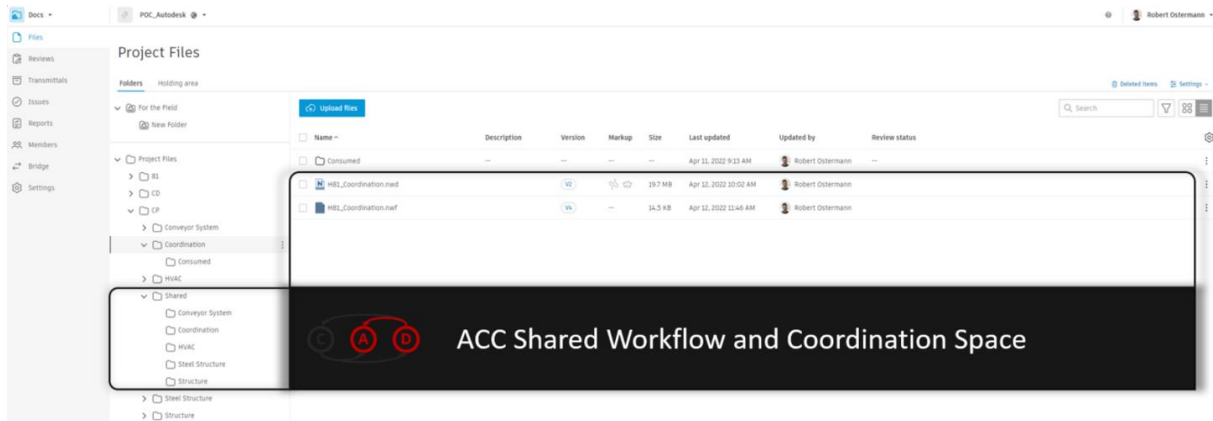 Docs
POC_Autodesk
Robert Ostermann
Files
Reviews
Transmittals
Issues
Reports
Members
Bridge
Settings
Project Files
Folders Holding area
Deleted items Settings
For the Field
New Folder
Project Files
B1
CD
CP
Conveyor System
Coordination
Consumed
HVAC
Shared
Conveyor System
Coordination
HVAC
Steel Structure
Structure
Steel Structure
Structure
Upload files
Search
Name Description Version Markup Size Last updated Updated by Review status
Consumed -- -- -- -- Apr 11, 2022 9:13 AM Robert Ostermann --
HB1_Coordination.nwd V2 19.7 MB Apr 12, 2022 10:02 AM Robert Ostermann
HB1_Coordination.nwf V4 -- 14.5 KB Apr 12, 2022 11:46 AM Robert Ostermann
C A D ACC Shared Workflow and Coordination Space